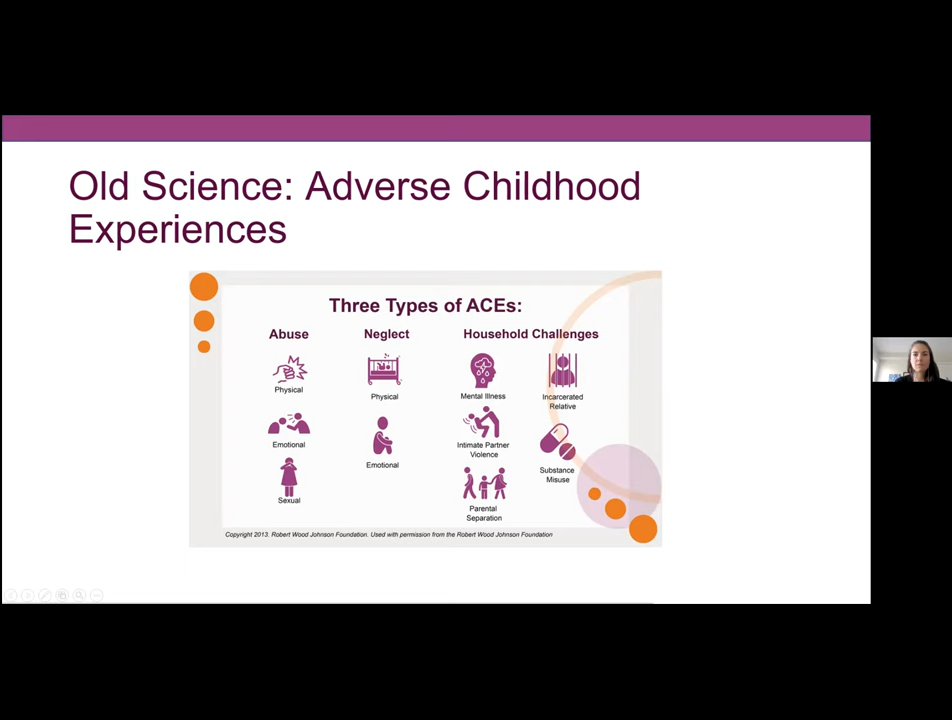 Old Science: Adverse Childhood
Experiences
Three Types of ACEs:
Abuse
Physical
Emotional
Sexual
Neglect
Physical
Emotional
Household Challenges
Mental Illness
Intimate Partner
Violence
Parental
Separation
Incarcerated
Relative
Substance
Misuse
Copyright 2013. Robert Wood Johnson Foundation. Used with permission from the Robert Wood Johnson Foundation